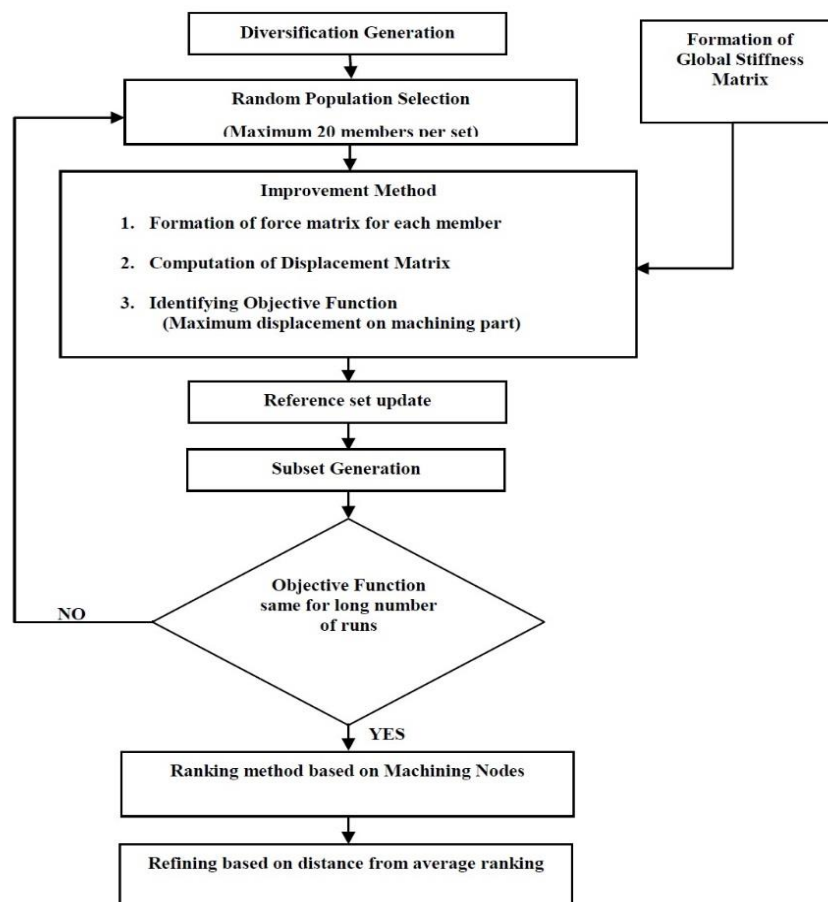 Diversification Generation
Formation of
Global Stiffness
Matrix
Random Population Selection
(Maximum 20 members per set)
Improvement Method
1. Formation of force matrix for each member
2. Computation of Displacement Matrix
3. Identifying Objective Function
(Maximum displacement on machining part)
Reference set update
Subset Generation
Objective Function
same for long number
of runs
NO
YES
Ranking method based on Machining Nodes
Refining based on distance from average ranking